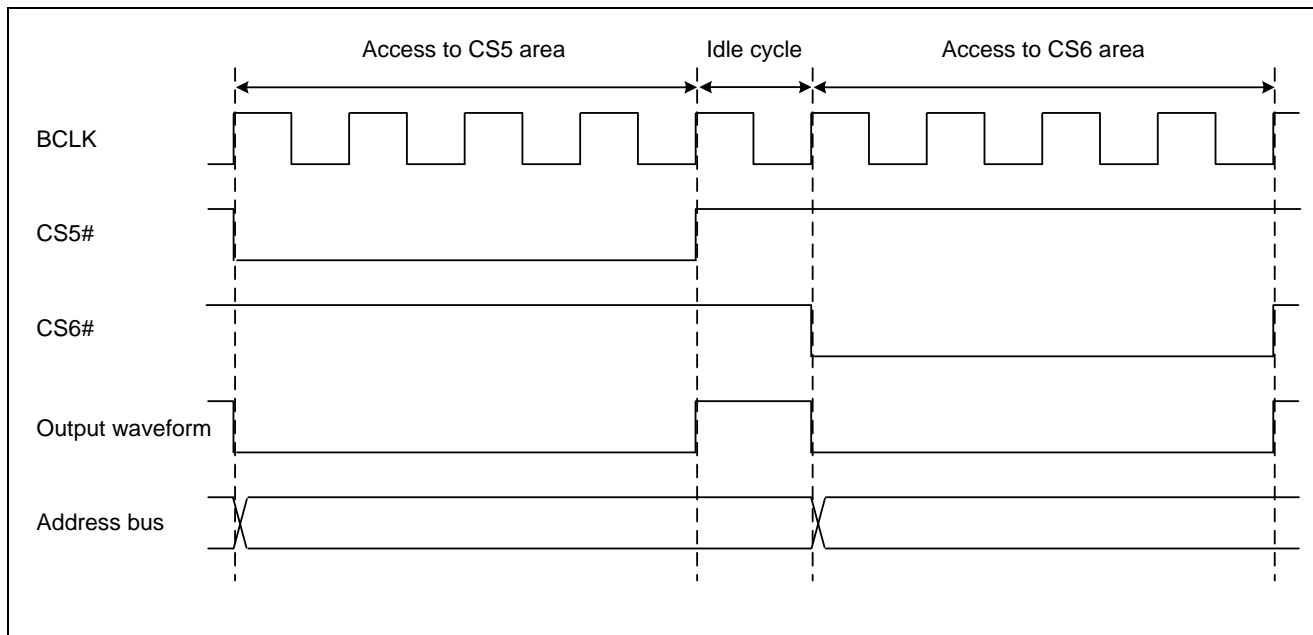 Access to CS5 area
Idle cycle
Access to CS6 area
BCLK
CS5#
CS6#
Output waveform
Address bus